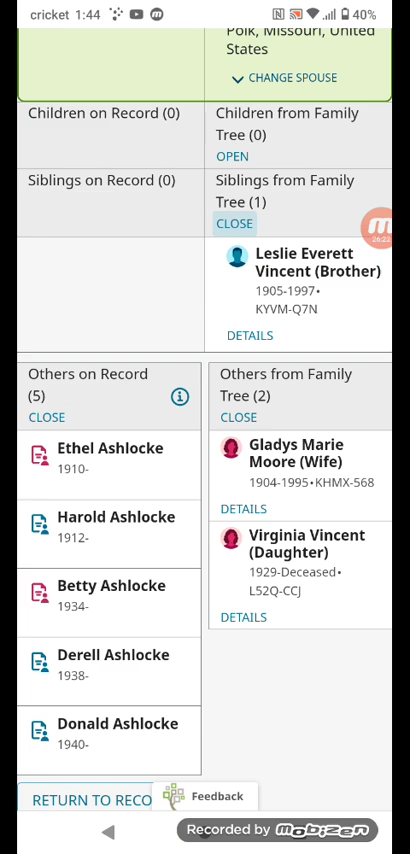 cricket 1:44
N
40%
Polk, Missouri, United
States
CHANGE SPOUSE
Children on Record (0)
Children from Family
Tree (0)
OPEN
Siblings on Record (0)
Siblings from Family
Tree (1)
CLOSE
26:22
Leslie Everett
Vincent (Brother)
1905-1997•
KYVM-Q7N
DETAILS
Others on Record
(5)
CLOSE
Ethel Ashlocke
1910-
Harold Ashlocke
1912-
Betty Ashlocke
1934-
Derell Ashlocke
1938-
Donald Ashlocke
1940-
Others from Family
Tree (2)
CLOSE
Gladys Marie
Moore (Wife)
1904-1995•KHMX-568
DETAILS
Virginia Vincent
(Daughter)
1929-Deceased•
L52Q-CCJ
DETAILS
RETURN TO RECO
Feedback
Recorded by mobizen